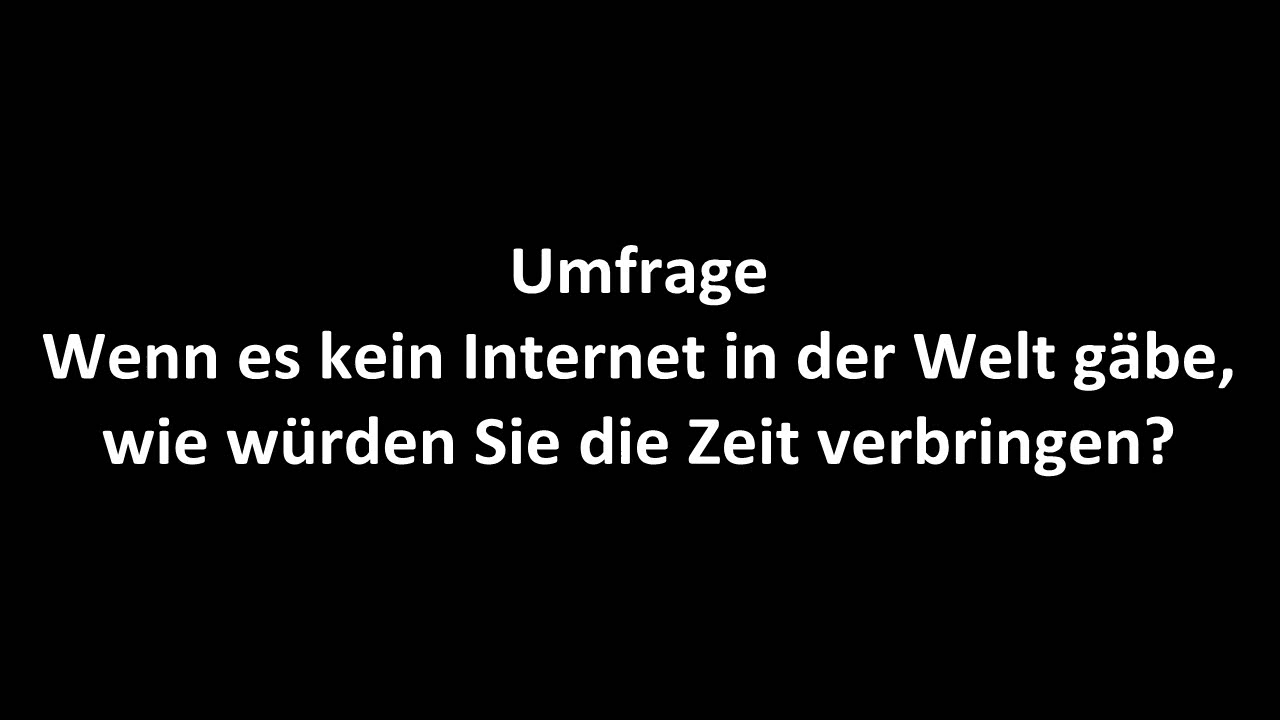 Umfrage
Wenn es kein Internet in der Welt gäbe,
wie würden Sie die Zeit verbringen?